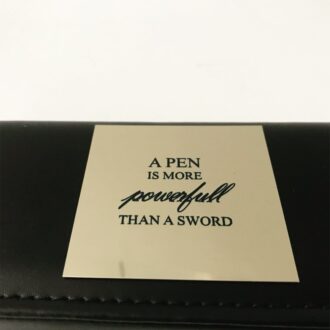 A PEN
IS MORE
powerfull
THAN A SWORD